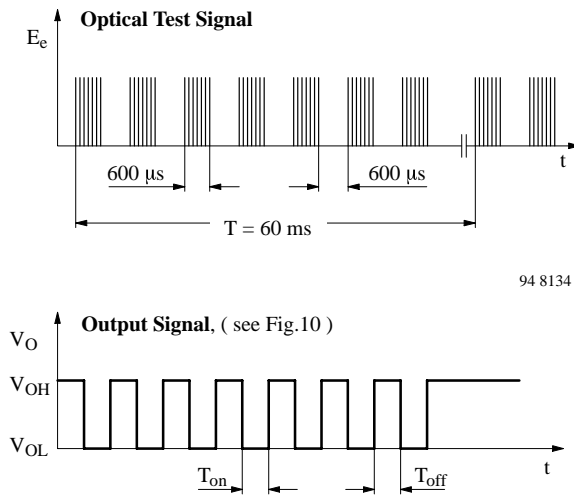 Optical Test Signal
E_e
t
600 µs
600 µs
T = 60 ms
94 8134
Output Signal, ( see Fig.10 )
V_O
V_OH
V_OL
t
T_on
T_off